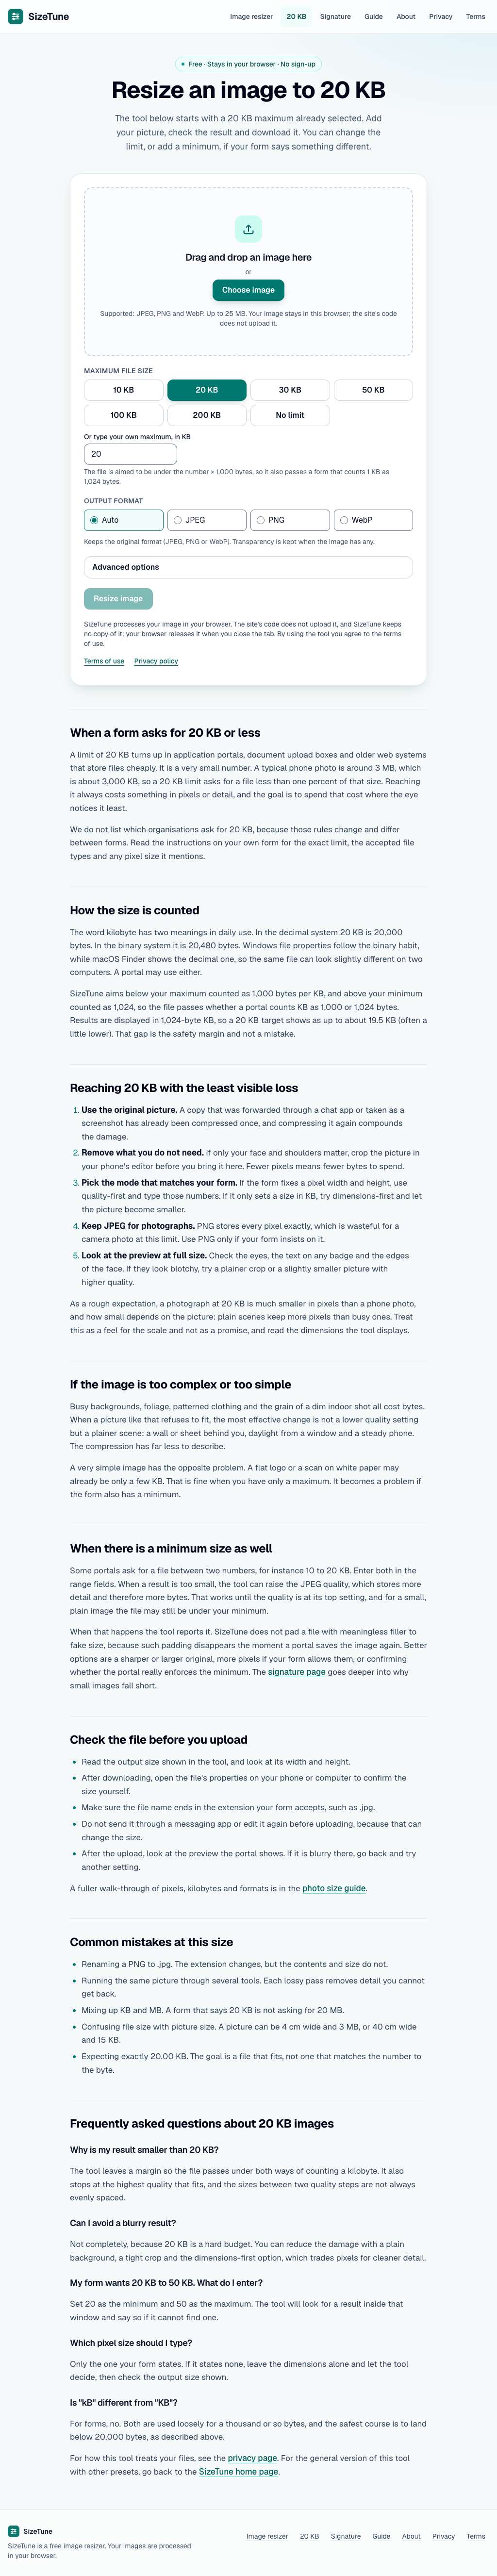 SizeTune
Image resizer
20 KB
Signature
Guide
About
Privacy
Terms
Free · Stays in your browser · No sign-up
Resize an image to 20 KB
The tool below starts with a 20 KB maximum already selected. Add
your picture, check the result and download it. You can change the
limit, or add a minimum, if your form says something different.
Drag and drop an image here
or
Choose image
Supported: JPEG, PNG and WebP. Up to 25 MB. Your image stays in this browser; the site's code
does not upload it.
MAXIMUM FILE SIZE
10 KB
20 KB
30 KB
50 KB
100 KB
200 KB
No limit
Or type your own maximum, in KB
20
The file is aimed to be under the number × 1,000 bytes, so it also passes a form that counts 1 KB as
1,024 bytes.
OUTPUT FORMAT
Auto
JPEG
PNG
WebP
Keeps the original format (JPEG, PNG or WebP). Transparency is kept when the image has any.
Advanced options
Resize image
SizeTune processes your image in your browser. The site's code does not upload it, and SizeTune keeps
no copy of it; your browser releases it when you close the tab. By using the tool you agree to the terms
of use.
Terms of use
Privacy policy
When a form asks for 20 KB or less
A limit of 20 KB turns up in application portals, document upload boxes and older web systems
that store files cheaply. It is a very small number. A typical phone photo is around 3 MB, which
is about 3,000 KB, so a 20 KB limit asks for a file less than one percent of that size. Reaching
it always costs something in pixels or detail, and the goal is to spend that cost where the eye
notices it least.
We do not list which organisations ask for 20 KB, because those rules change and differ
between forms. Read the instructions on your own form for the exact limit, the accepted file
types and any pixel size it mentions.
How the size is counted
The word kilobyte has two meanings in daily use. In the decimal system 20 KB is 20,000
bytes. In the binary system it is 20,480 bytes. Windows file properties follow the binary habit,
while macOS Finder shows the decimal one, so the same file can look slightly different on two
computers. A portal may use either.
SizeTune aims below your maximum counted as 1,000 bytes per KB, and above your minimum
counted as 1,024, so the file passes whether a portal counts KB as 1,000 or 1,024 bytes.
Results are displayed in 1,024-byte KB, so a 20 KB target shows as up to about 19.5 KB (often a
little lower). That gap is the safety margin and not a mistake.
Reaching 20 KB with the least visible loss
1. Use the original picture. A copy that was forwarded through a chat app or taken as a
screenshot has already been compressed once, and compressing it again compounds
the damage.
2. Remove what you do not need. If only your face and shoulders matter, crop the picture in
your phone's editor before you bring it here. Fewer pixels means fewer bytes to spend.
3. Pick the mode that matches your form. If the form fixes a pixel width and height, use
quality-first and type those numbers. If it only sets a size in KB, try dimensions-first and let
the picture become smaller.
4. Keep JPEG for photographs. PNG stores every pixel exactly, which is wasteful for a
camera photo at this limit. Use PNG only if your form insists on it.
5. Look at the preview at full size. Check the eyes, the text on any badge and the edges
of the face. If they look blotchy, try a plainer crop or a slightly smaller picture with
higher quality.
As a rough expectation, a photograph at 20 KB is much smaller in pixels than a phone photo,
and how small depends on the picture: plain scenes keep more pixels than busy ones. Treat
this as a feel for the scale and not as a promise, and read the dimensions the tool displays.
If the image is too complex or too simple
Busy backgrounds, foliage, patterned clothing and the grain of a dim indoor shot all cost bytes.
When a picture like that refuses to fit, the most effective change is not a lower quality setting
but a plainer scene: a wall or sheet behind you, daylight from a window and a steady phone.
The compression has far less to describe.
A very simple image has the opposite problem. A flat logo or a scan on white paper may
already be only a few KB. That is fine when you have only a maximum. It becomes a problem if
the form also has a minimum.
When there is a minimum size as well
Some portals ask for a file between two numbers, for instance 10 to 20 KB. Enter both in the
range fields. When a result is too small, the tool can raise the JPEG quality, which stores more
detail and therefore more bytes. That works until the quality is at its top, and for a small,
plain image the file may still be under your minimum.
When that happens the tool reports it. SizeTune does not pad a file with meaningless filler to
fake size, because such padding disappears the moment a portal saves the image again. Better
options are a sharper or larger original, more pixels if your form allows them, or confirming
whether the portal really enforces the minimum. The signature page goes deeper into why
small images fall short.
Check the file before you upload
Read the output size shown in the tool, and look at its width and height.
After downloading, open the file's properties on your phone or computer to confirm the
size yourself.
Make sure the file name ends in the extension your form accepts, such as .jpg.
Do not send it through a messaging app or edit it again before uploading, because that can
change the size.
After the upload, look at the preview the portal shows. If it is blurry there, go back and try
another setting.
A fuller walk-through of pixels, kilobytes and formats is in the photo size guide.
Common mistakes at this size
Renaming a PNG to .jpg. The extension changes, but the contents and size do not.
Running the same picture through several tools. Each lossy pass removes detail you cannot
get back.
Mixing up KB and MB. A form that says 20 KB is not asking for 20 MB.
Confusing file size with picture size. A picture can be 4 cm wide and 3 MB, or 40 cm wide
and 15 KB.
Expecting exactly 20.00 KB. The goal is a file that fits, not one that matches the number to
the byte.
Frequently asked questions about 20 KB images
Why is my result smaller than 20 KB?
The tool leaves a margin so the file passes under both ways of counting a kilobyte. It also
stops at the highest quality that fits, and the sizes between two quality steps are not always
evenly spaced.
Can I avoid a blurry result?
Not completely, because 20 KB is a hard budget. You can reduce the damage with a plain
background, a tight crop and the dimensions-first option, which trades pixels for cleaner detail.
My form wants 20 KB to 50 KB. What do I enter?
Set 20 as the minimum and 50 as the maximum. The tool will look for a result inside that
window and say so if it cannot find one.
Which pixel size should I type?
Only the one your form states. If it states none, leave the dimensions alone and let the tool
decide, then check the output size shown.
Is "kB" different from "KB"?
For forms, no. Both are used loosely for a thousand or so bytes, and the safest course is to land
below 20,000 bytes, as described above.
For how this tool treats your files, see the privacy page. For the general version of this tool
with other presets, go back to the SizeTune home page.
SizeTune
SizeTune is a free image resizer. Your images are processed
in your browser.
Image resizer
20 KB
Signature
Guide
About
Privacy
Terms